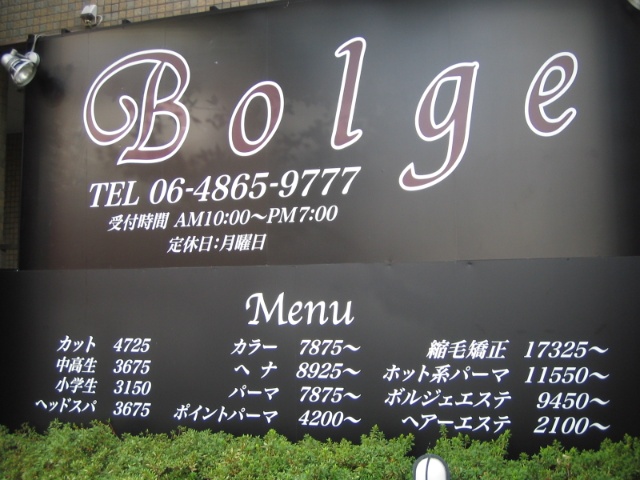 Bolge
TEL 06-4865-9777
受付時間 AM10:00～PM7:00
定休日：月曜日
Menu
カット 4725
中高生 3675
小学生 3150
ヘッドスパ 3675
カラー 7875～
ヘナ 8925～
パーマ 7875～
ポイントパーマ 4200～
縮毛矯正 17325～
ホット系パーマ 11550～
ボルジェエステ 9450～
ヘアーエステ 2100～